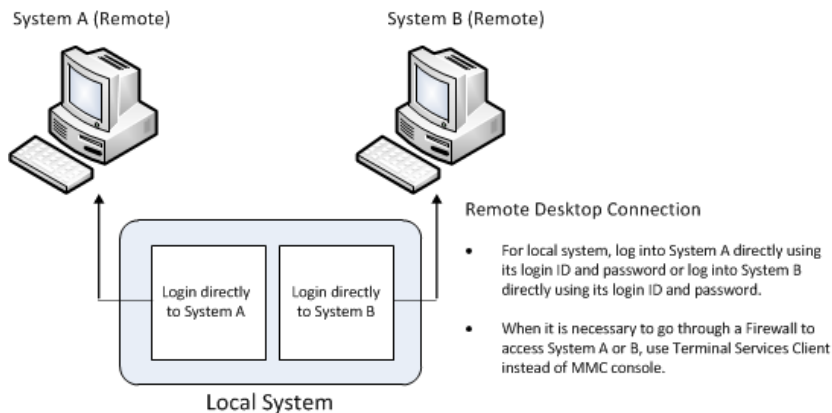 System A (Remote)
System B (Remote)
Login directly
to System A
Login directly
to System B
Local System
Remote Desktop Connection
• For local system, log into System A directly using
its login ID and password or log into System B
directly using its login ID and password.
• When it is necessary to go through a Firewall to
access System A or B, use Terminal Services Client
instead of MMC console.